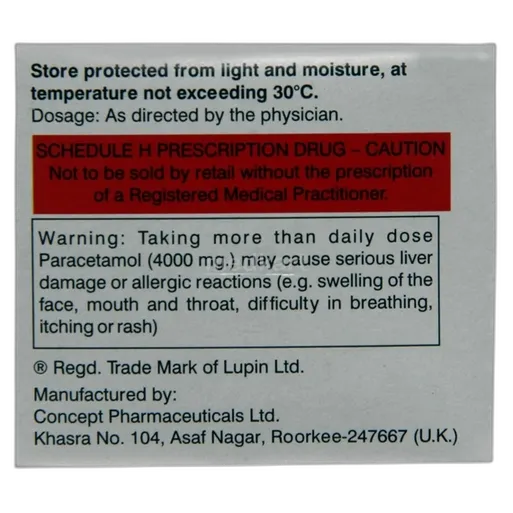 Store protected from light and moisture, at
temperature not exceeding 30°C.
Dosage: As directed by the physician.
SCHEDULE H PRESCRIPTION DRUG – CAUTION
Not to be sold by retail without the prescription
of a Registered Medical Practitioner.
Warning: Taking more than daily dose
Paracetamol (4000 mg.) may cause serious liver
damage or allergic reactions (e.g. swelling of the
face, mouth and throat, difficulty in breathing,
itching or rash)
® Regd. Trade Mark of Lupin Ltd.
Manufactured by:
Concept Pharmaceuticals Ltd.
Khasra No. 104, Asaf Nagar, Roorkee-247667 (U.K.)